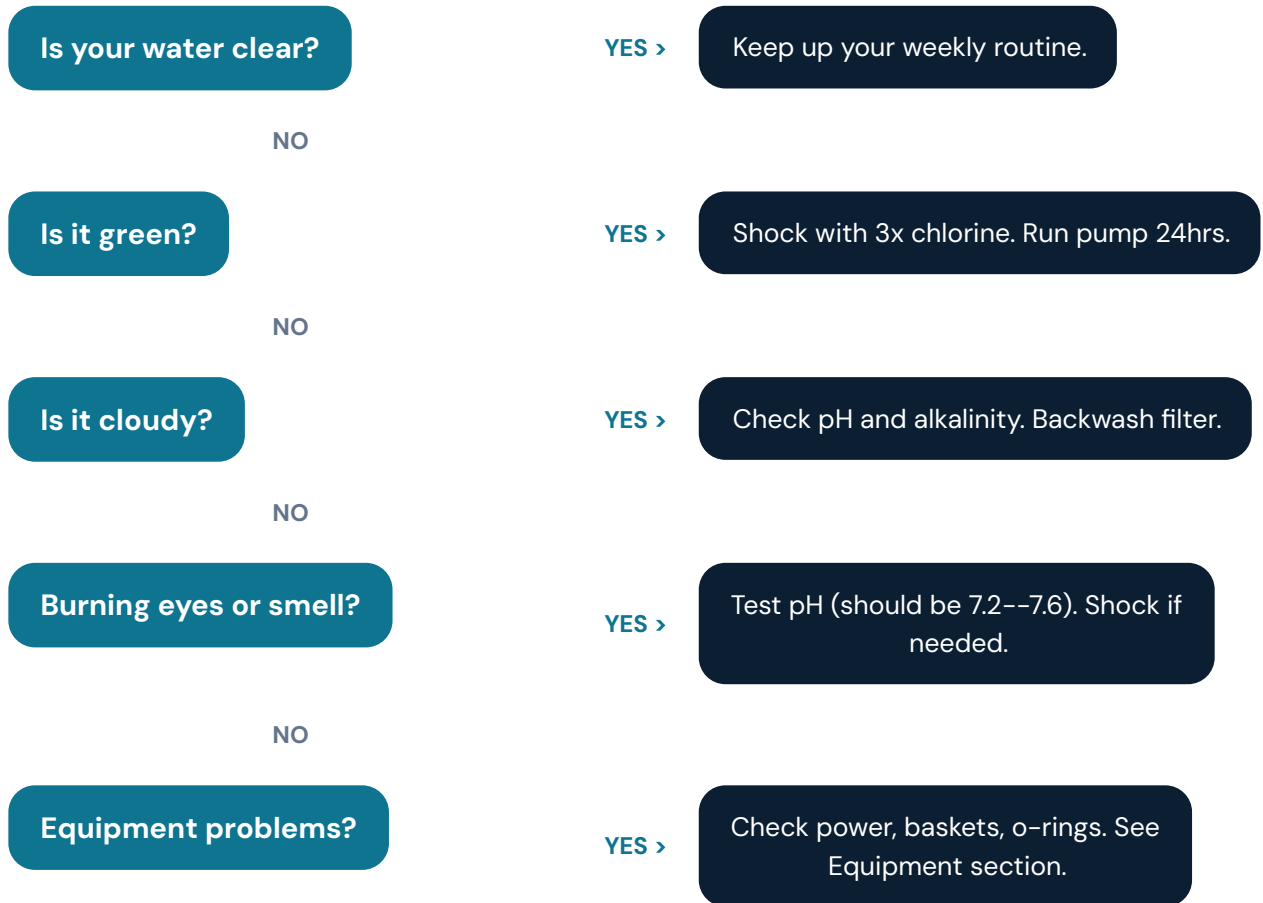 Is your water clear?
YES >
Keep up your weekly routine.
NO
Is it green?
YES >
Shock with 3x chlorine. Run pump 24hrs.
NO
Is it cloudy?
YES >
Check pH and alkalinity. Backwash filter.
NO
Burning eyes or smell?
YES >
Test pH (should be 7.2--7.6). Shock if
needed.
NO
Equipment problems?
YES >
Check power, baskets, o-rings. See
Equipment section.